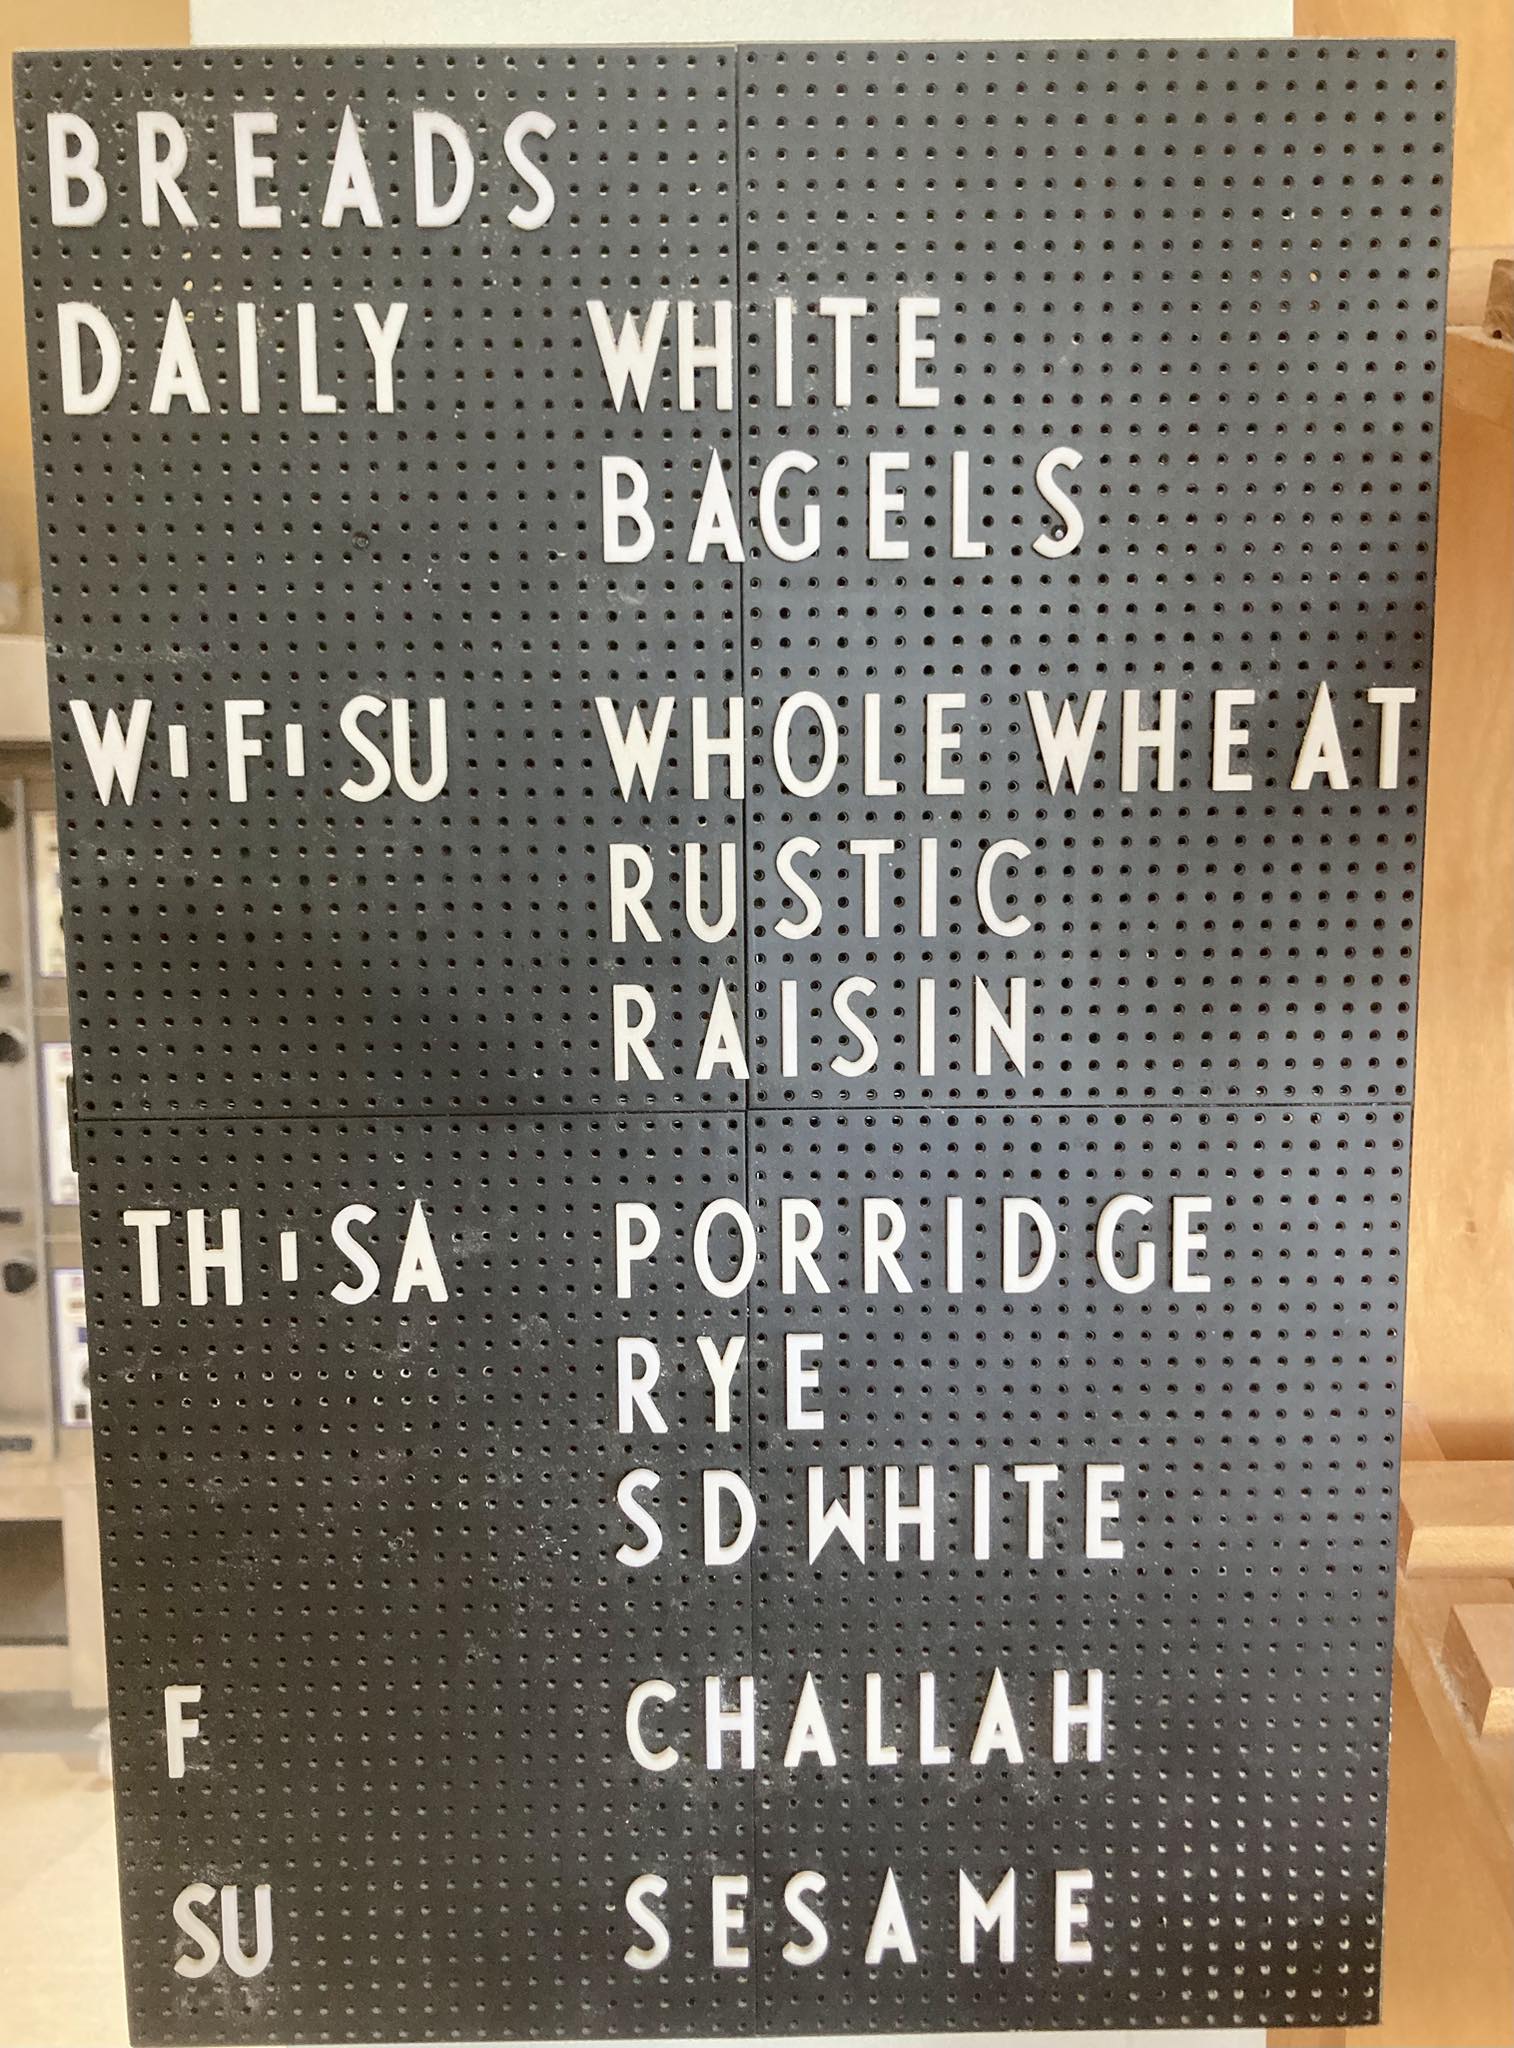 BREADS
DAILY WHITE
BAGELS
W I F I SU WHOLE WHEAT
RUSTIC
RAISIN
TH I SA PORRIDGE
RYE
SD WHITE
F CHALLAH
SU SESAME